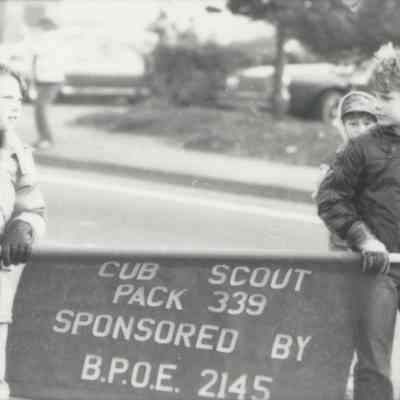 CUB SCOUT
PACK 339
SPONSORED BY
B.P.O.E. 2145